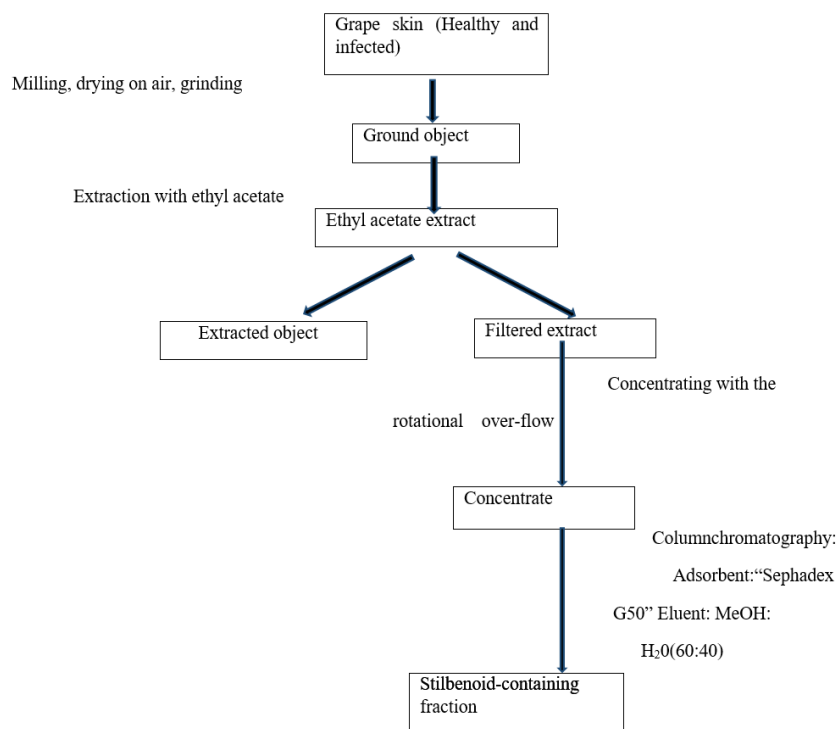 Grape skin (Healthy and
infected)
Milling, drying on air, grinding
Ground object
Extraction with ethyl acetate
Ethyl acetate extract
Extracted object
Filtered extract
Concentrating with the
rotational over-flow
Concentrate
Columnchromatography:
Adsorbent:“Sephadex
G50” Eluent: MeOH:
H₂0(60:40)
Stilbenoid-containing
fraction